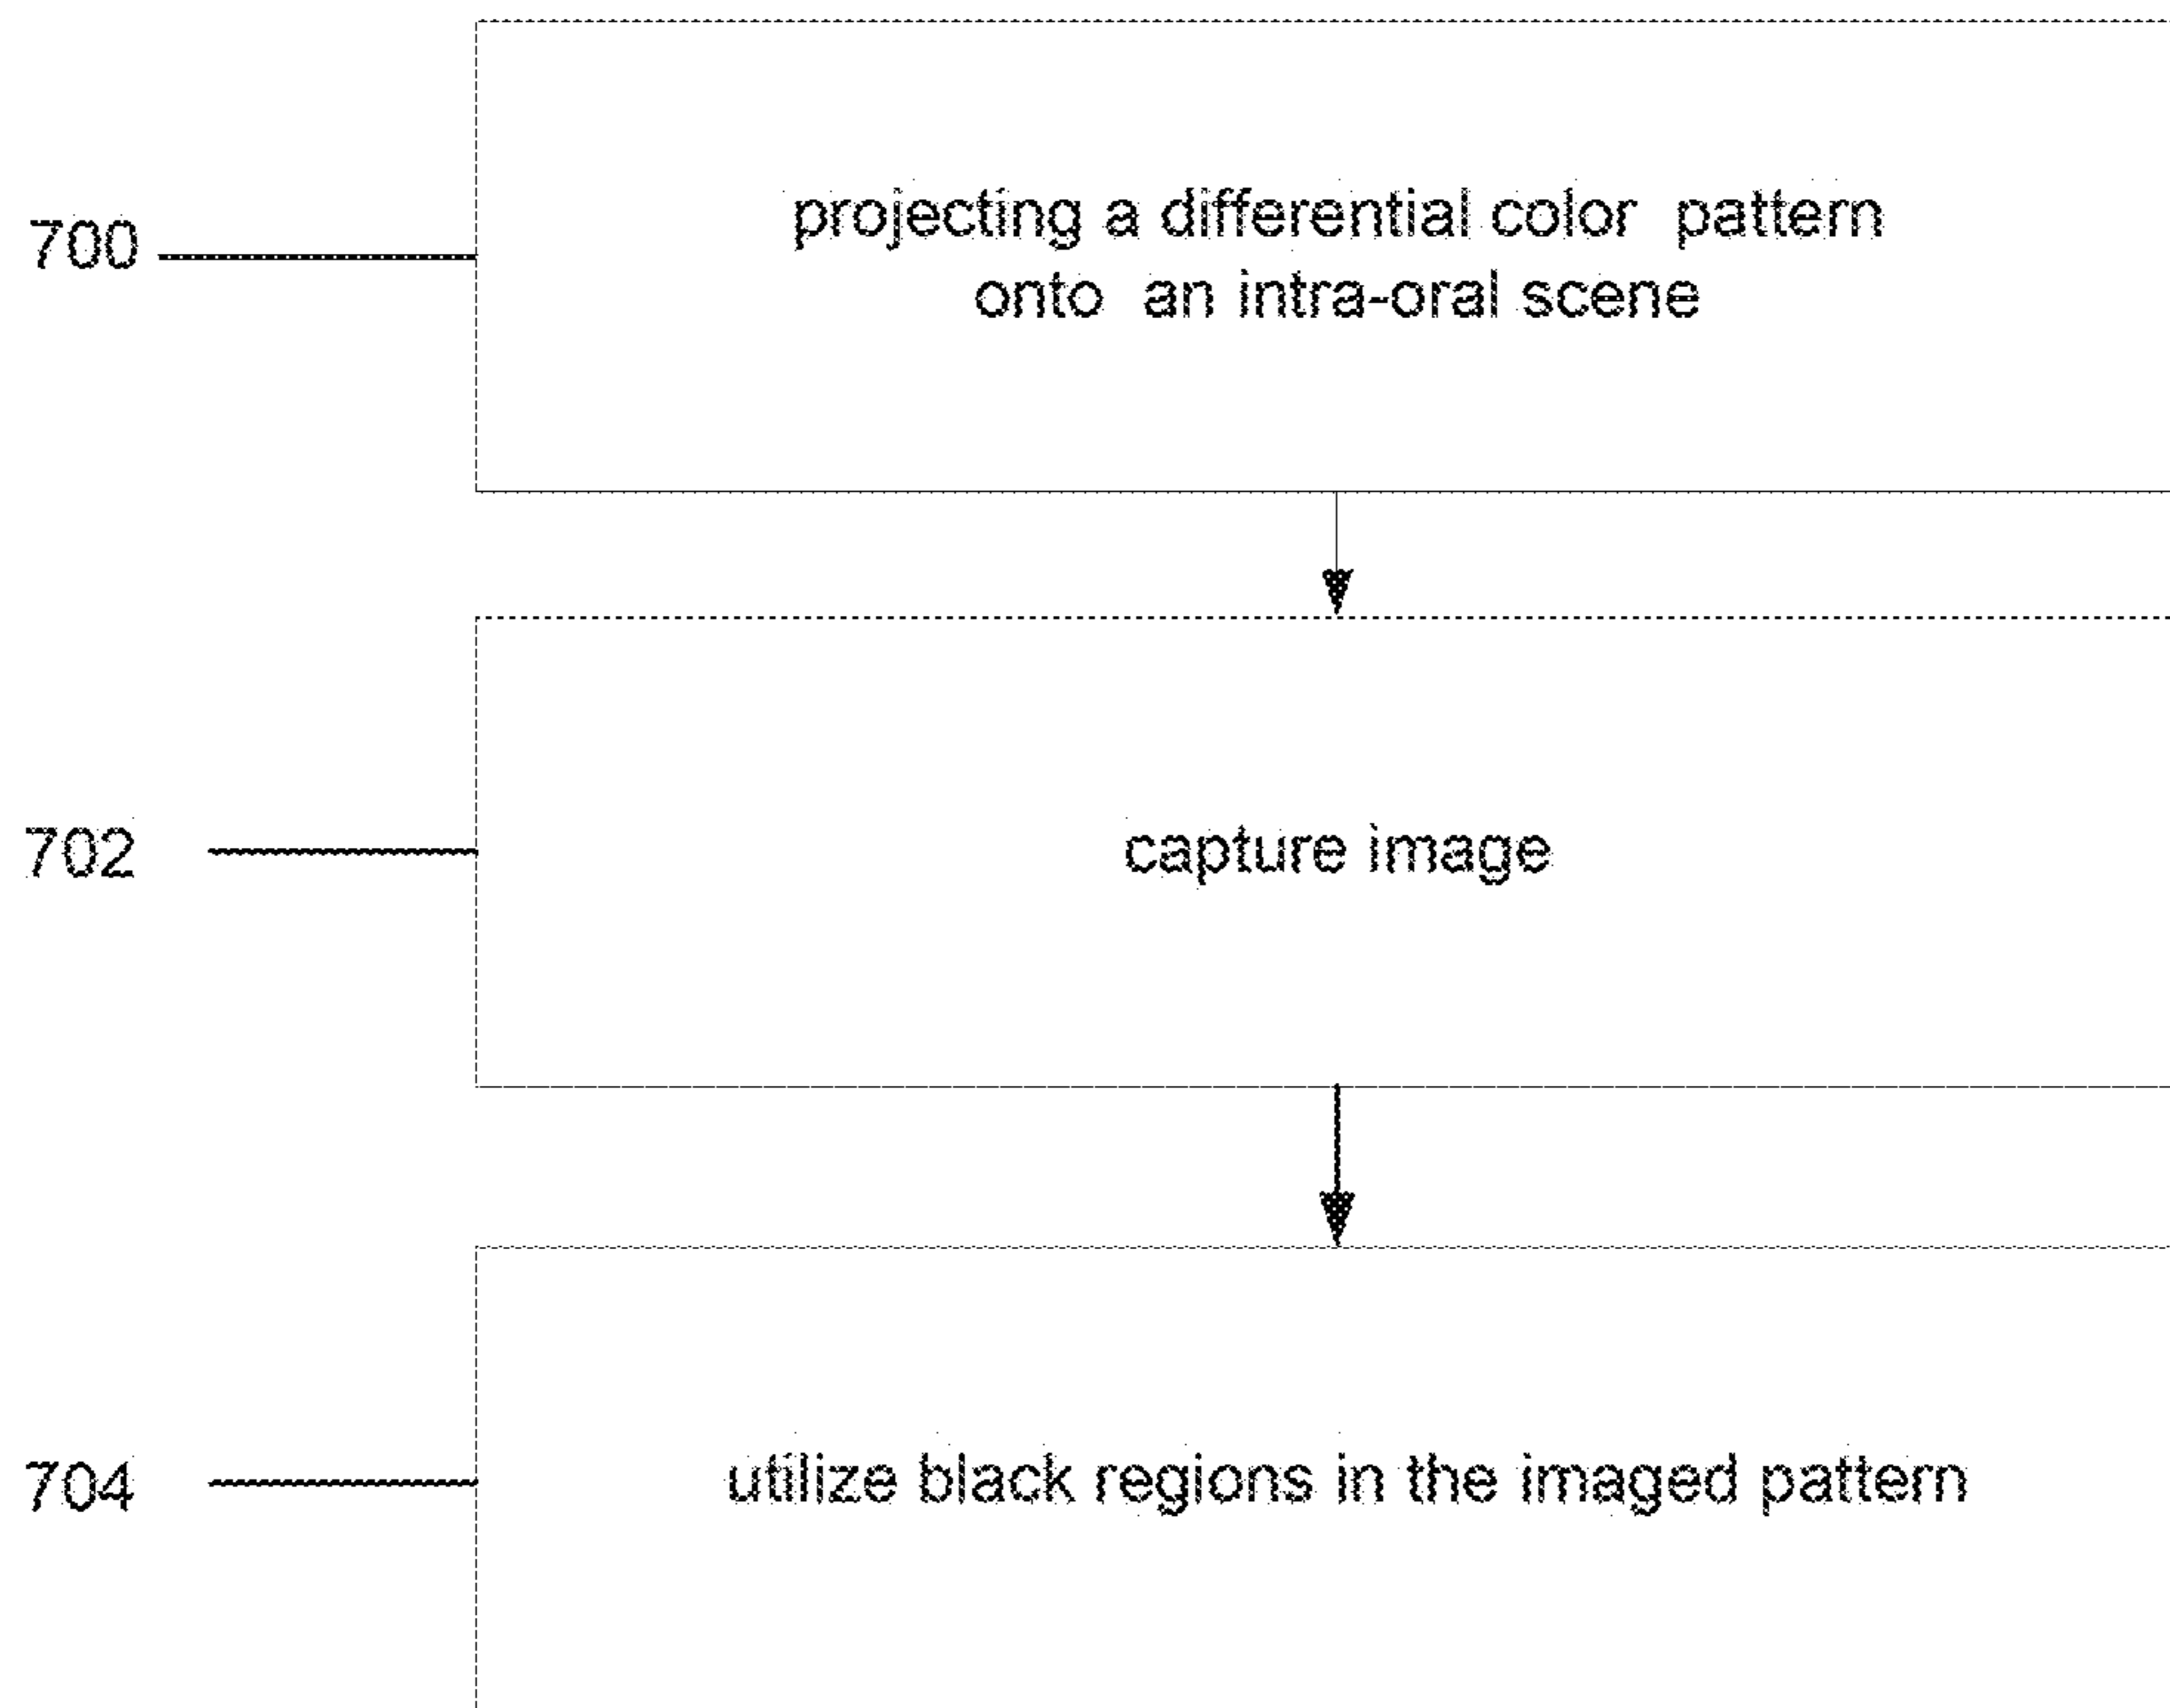 700
projecting a differential color pattern
onto an intra-oral scene
702
capture image
704
utilize black regions in the imaged pattern